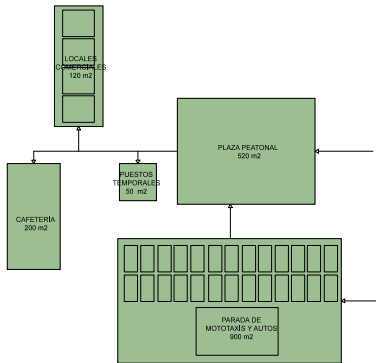 LOCALES
COMERCIALES
120 m2
PLAZA PEATONAL
520 m2
PUESTOS
TEMPORALES
50 m2
CAFETERÍA
200 m2
PARADA DE
MOTOTAXÍS Y AUTOS
900 m2